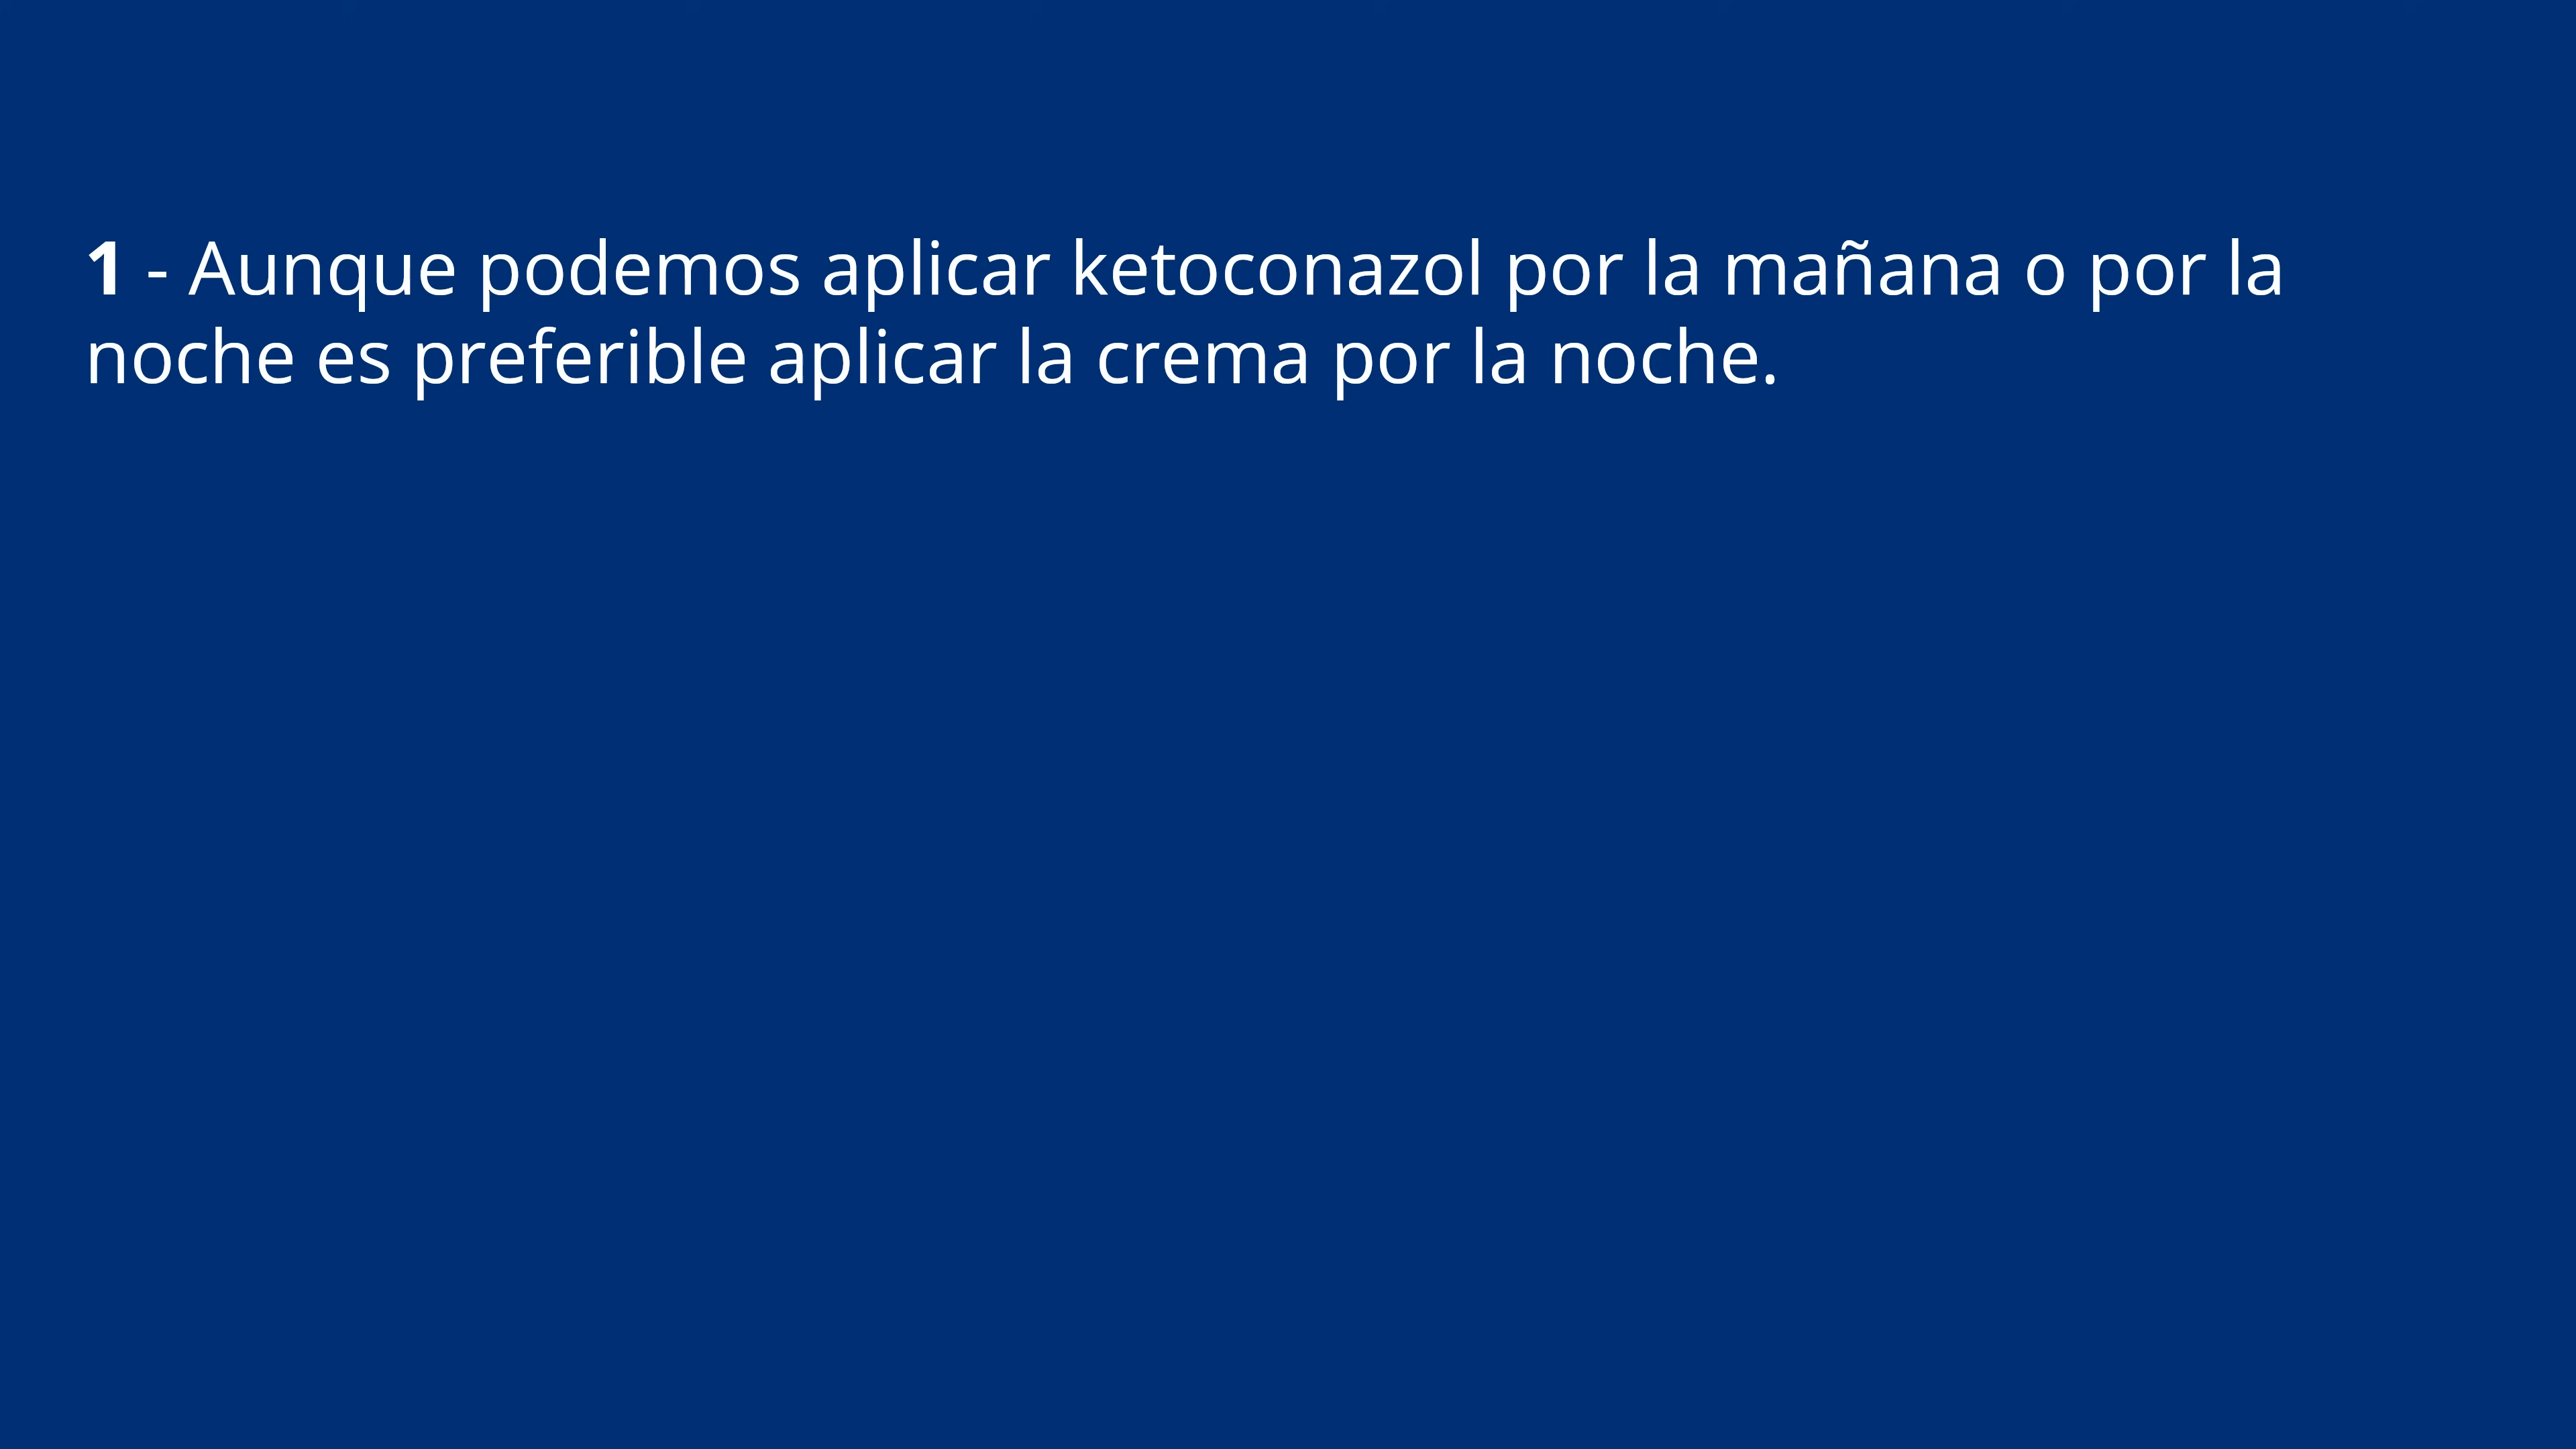 1 - Aunque podemos aplicar ketoconazol por la mañana o por la
noche es preferible aplicar la crema por la noche.